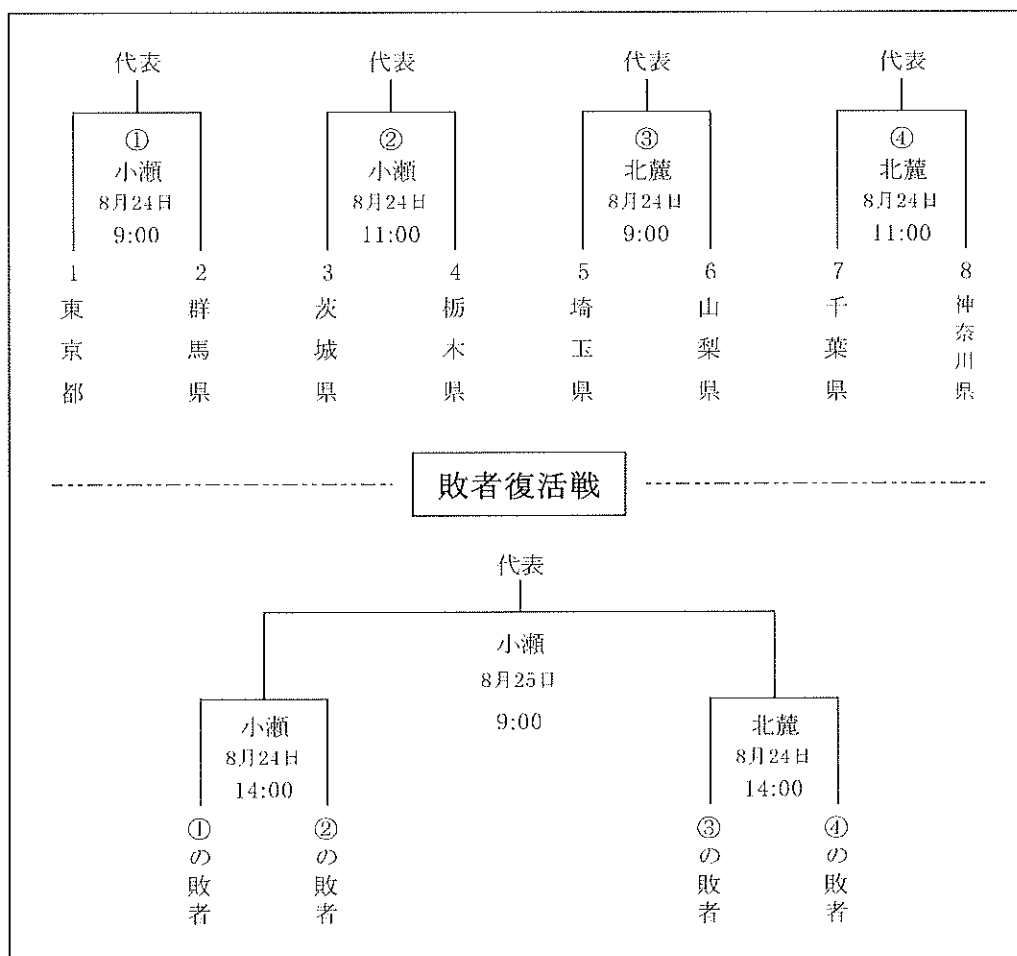 代表 代表 代表 代表
① ② ③ ④
小瀬 小瀬 北麓 北麓
8月24日 8月24日 8月24日 8月24日
9:00 11:00 9:00 11:00
1 2 3 4 5 6 7 8
東京都 群馬県 茨城県 栃木県 埼玉県 山梨県 千葉県 神奈川県
敗者復活戦
代表
小瀬
8月25日
9:00
小瀬 北麓
8月24日 8月24日
14:00 14:00
①の敗者 ②の敗者 ③の敗者 ④の敗者